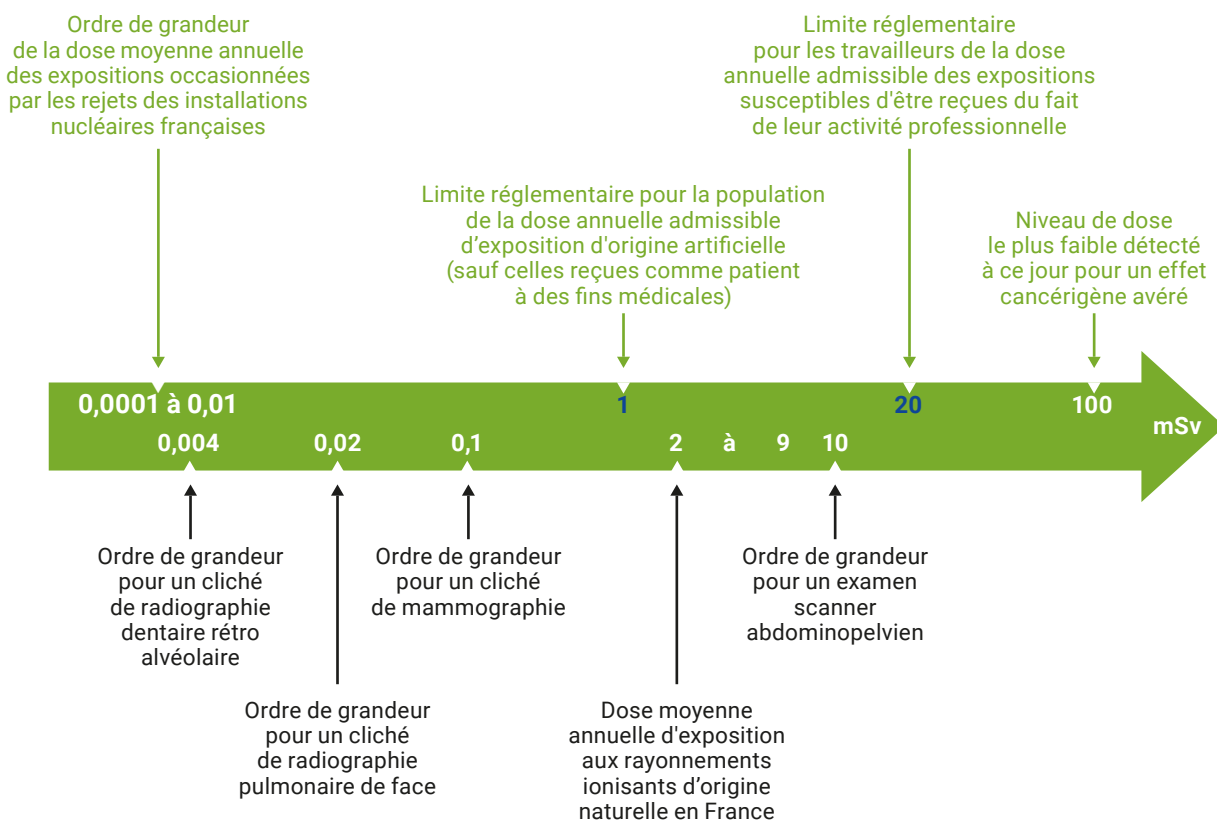 Ordre de grandeur
de la dose moyenne annuelle
des expositions occasionnées
par les rejets des installations
nucléaires françaises
Limite réglementaire
pour les travailleurs de la dose
annuelle admissible des expositions
susceptibles d'être reçues du fait
de leur activité professionnelle
Limite réglementaire pour la population
de la dose annuelle admissible
d’exposition d'origine artificielle
(sauf celles reçues comme patient
à des fins médicales)
Niveau de dose
le plus faible détecté
à ce jour pour un effet
cancérigène avéré
0,0001 à 0,01
1
20
100
mSv
0,004
0,02
0,1
2 à 9
10
Ordre de grandeur
pour un cliché
de radiographie
dentaire rétro
alvéolaire
Ordre de grandeur
pour un cliché
de mammographie
Ordre de grandeur
pour un examen
scanner
abdominopelvien
Ordre de grandeur
pour un cliché
de radiographie
pulmonaire de face
Dose moyenne
annuelle d'exposition
aux rayonnements
ionisants d’origine
naturelle en France